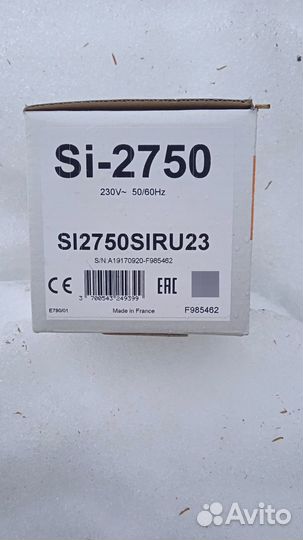 Si-2750
230V~ 50/60Hz
SI2750SIRU23
S/N:A19170920-F985462
CE
EAC
3 700543 249399
E780/01
Made in France
F985462
Avito